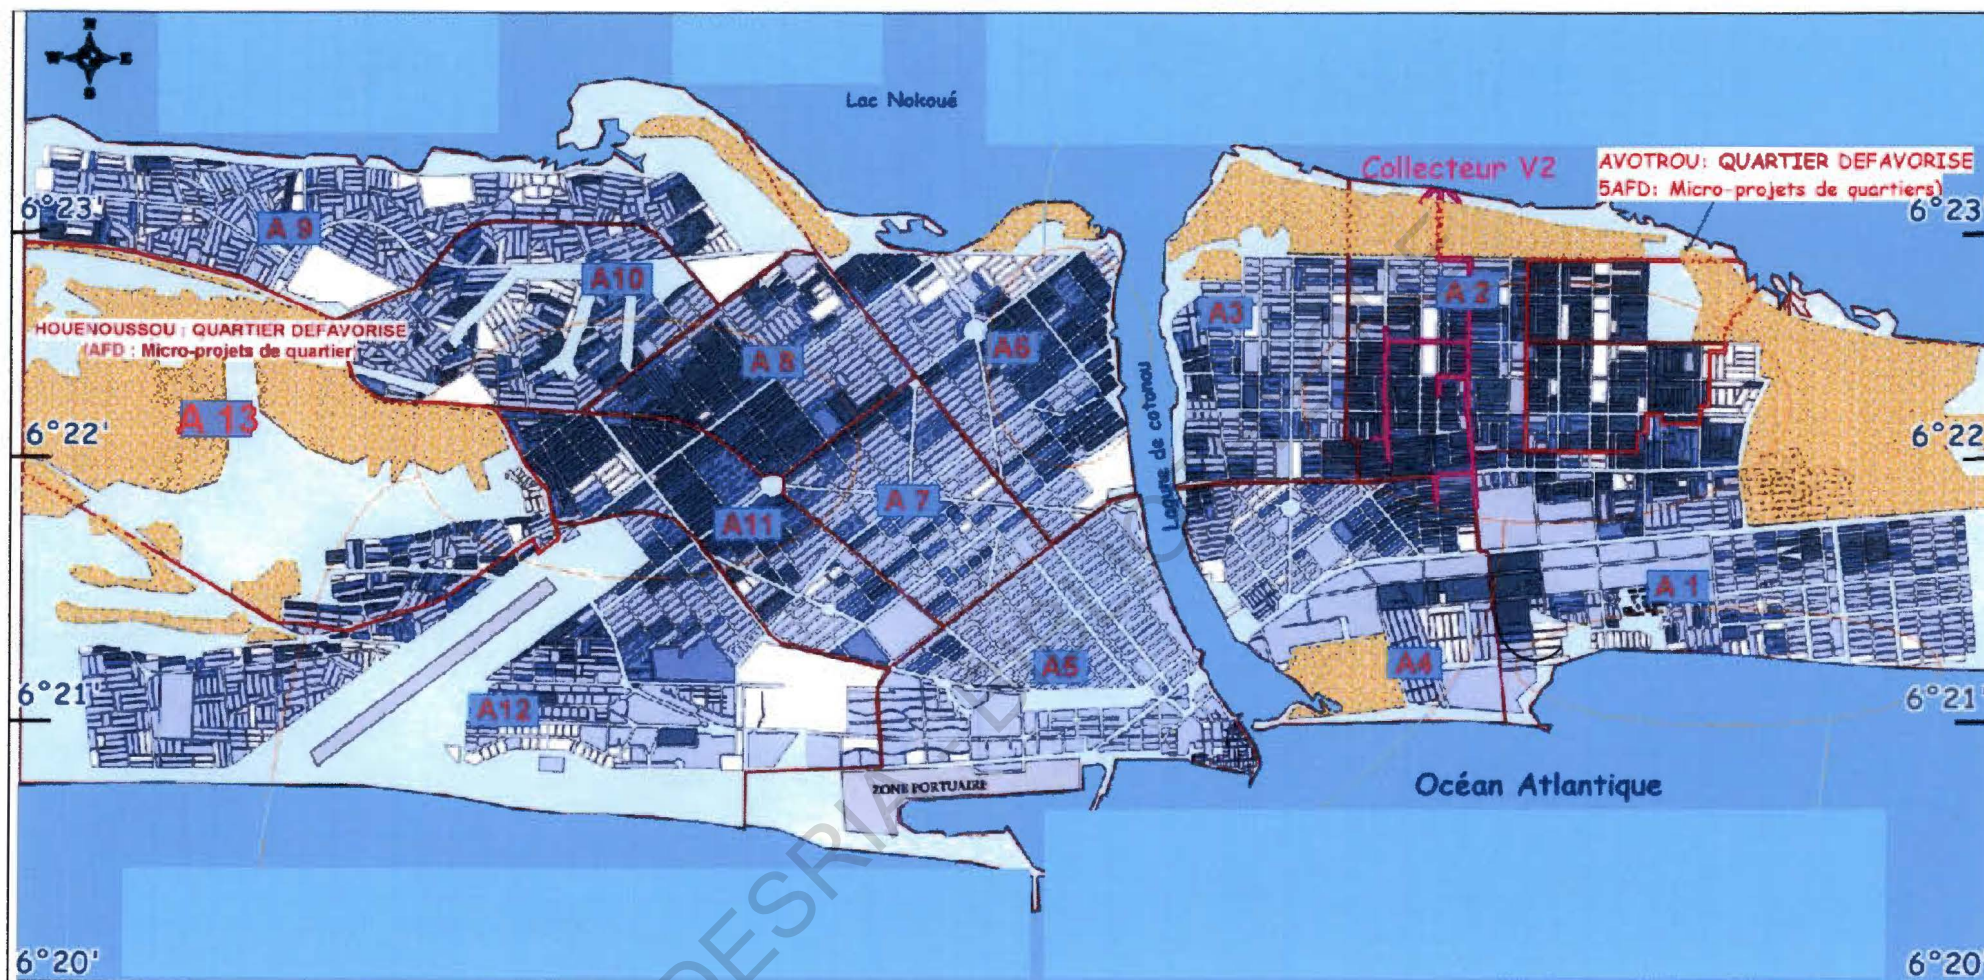 N
W E
S
Lac Nokoué
Collecteur V2
AVOTROU: QUARTIER DEFAVORISE
5AFD: Micro-projets de quartiers)
6°23'
6°23
A 9
A10
A 2
A3
HOUENOUSSOU : QUARTIER DEFAVORISE
(AFD : Micro-projets de quartier)
A 8
A6
A 13
6°22'
6°22
Lagune de cotonou
A 7
A11
A 1
A5
A4
6°21'
6°21'
A12
ZONE PORTUAIRE
Océan Atlantique
6°20'
6°20